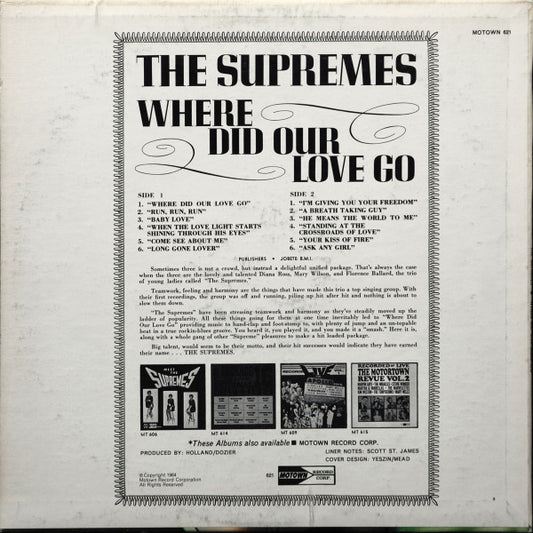 MOTOWN 621
THE SUPREMES
WHERE
DID OUR
LOVE GO
SIDE 1
1. "WHERE DID OUR LOVE GO"
2. "RUN, RUN, RUN"
3. "BABY LOVE"
4. "WHEN THE LOVE LIGHT STARTS
SHINING THROUGH HIS EYES"
5. "COME SEE ABOUT ME"
6. "LONG GONE LOVER"
SIDE 2
1. "I'M GIVING YOU YOUR FREEDOM"
2. "A BREATH TAKING GUY"
3. "HE MEANS THE WORLD TO ME"
4. "STANDING AT THE
CROSSROADS OF LOVE"
5. "YOUR KISS OF FIRE"
6. "ASK ANY GIRL"
PUBLISHERS • JOBETE B.M.I.
Sometimes three is not a crowd, but instead a delightful unified package. That's always the case
when the three are the lovely and talented Diana Ross, Mary Wilson, and Florence Ballard, the trio
of young ladies called "The Supremes."
Teamwork, feeling and harmony are the things that have made this trio a top singing group. With
their first recordings, the group was off and running, piling up hit after hit and nothing is about to
slow them down.
"The Supremes" have been stressing teamwork and harmony as they've steadily moved up the
ladder of popularity. All these things going for them at one time inevitably led to "Where Did
Our Love Go" providing music to hand-clap and foot-stomp to, with plenty of jump and an un-topable
beat in a true rockin-blues groove. You heard it, you played it, and you made it a "smash." Here it is,
along with a whole gang of other "Supreme" pleasures to make a hit loaded package.
Big talent, would seem to be their motto, and their hit successes would indicate they have earned
their name . . . THE SUPREMES.
MEET
THE
SUPREMES
LIVE
APOLLO
RECORDED LIVE
THE MOTORTOWN
REVUE VOL. 2
MT 606
MT 614
MT 609
MT 615
*These Albums also available ■ MOTOWN RECORD CORP.
PRODUCED BY: HOLLAND/DOZIER
LINER NOTES: SCOTT ST. JAMES
COVER DESIGN: YESZIN/MEAD
©Copyright 1964
Motown Record Corporation
All Rights Reserved
621
MOTOWN
RECORD
CORP.